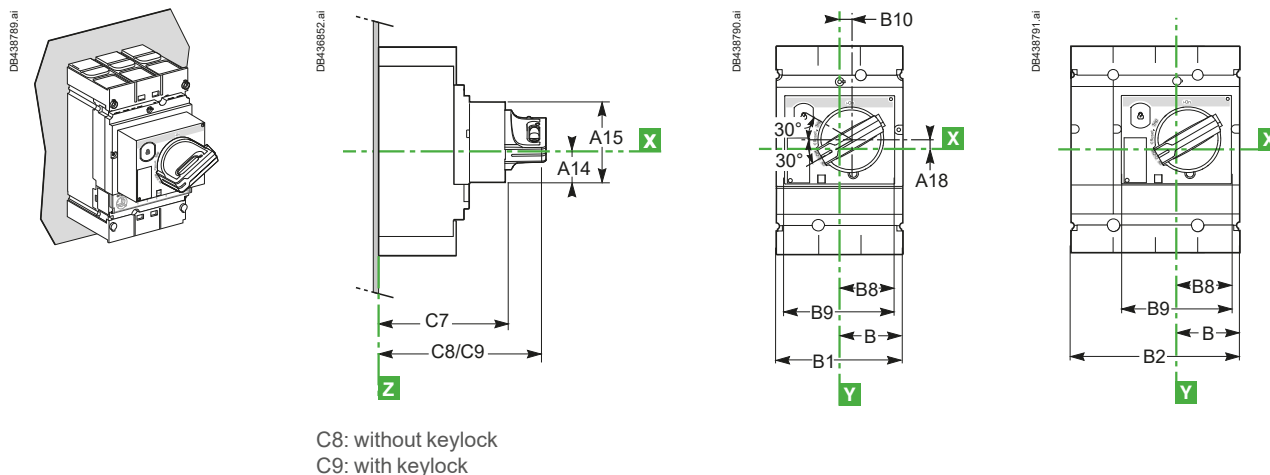 DB438789.ai
DB436852.ai
A15
X
A14
C7
C8/C9
Z
C8: without keylock
C9: with keylock
DB438790.ai
B10
30°
30°
X
A18
B8
B9
B
B1
Y
DB438791.ai
X
B8
B9
B
B2
Y